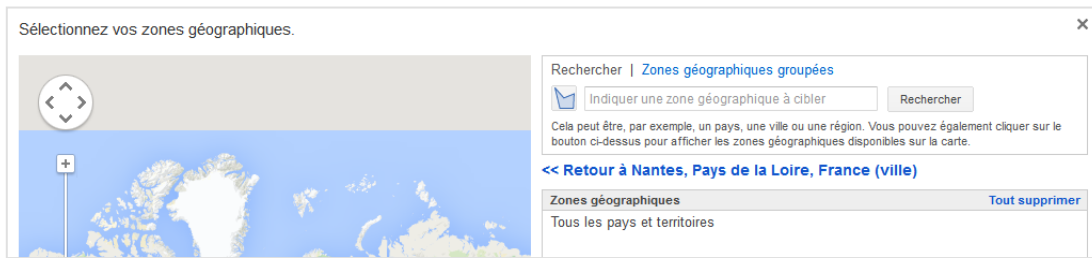 Sélectionnez vos zones géographiques.
Rechercher | Zones géographiques groupées
Indiquer une zone géographique à cibler
Rechercher
Cela peut être, par exemple, un pays, une ville ou une région. Vous pouvez également cliquer sur le
bouton ci-dessus pour afficher les zones géographiques disponibles sur la carte.
<< Retour à Nantes, Pays de la Loire, France (ville)
Zones géographiques Tout supprimer
Tous les pays et territoires